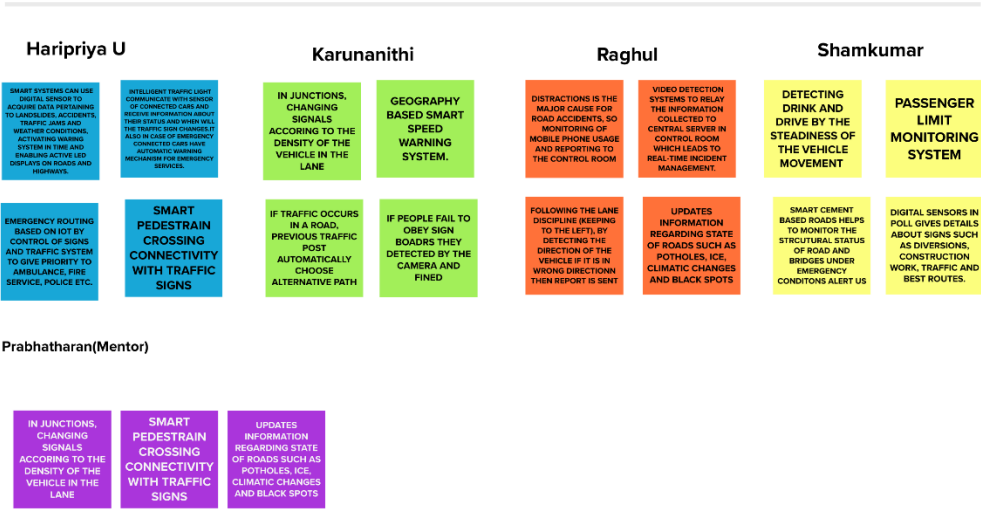 Haripriya U
Karunanithi
Raghul
Shamkumar
SMART SYSTEMS CAN USE
DIGITAL SENSOR TO
ACQUIRE DATA PERTAINING
TO LANDSLIDES, ACCIDENTS,
TRAFFIC JAMS AND
WEATHER CONDITIONS,
ACTIVATING WARING
SYSTEM IN TIME AND
ENABLING ACTIVE LED
DISPLAYS ON ROADS AND
HIGHWAYS.
INTELLIGENT TRAFFIC LIGHT
COMMUNICATE WITH SENSOR
OF CONNECTED CARS AND
RECEIVE INFORMATION ABOUT
THEIR STATUS AND WHEN WILL
THE TRAFFIC SIGN CHANGES.IT
ALSO IN CASE OF EMERGENCY
CONNECTED CARS HAVE
AUTOMATIC WARNING
MECHANISM FOR EMERGENCY
SERVICES.
IN JUNCTIONS,
CHANGING
SIGNALS
ACCORING TO THE
DENSITY OF THE
VEHICLE IN THE
LANE
GEOGRAPHY
BASED SMART
SPEED
WARNING
SYSTEM.
DISTRACTIONS IS THE
MAJOR CAUSE FOR
ROAD ACCIDENTS, SO
MONITORING OF
MOBILE PHONE USAGE
AND REPORTING TO
THE CONTROL ROOM
VIDEO DETECTION
SYSTEMS TO RELAY
THE INFORMATION
COLLECTED TO
CENTRAL SERVER IN
CONTROL ROOM
WHICH LEADS TO
REAL-TIME INCIDENT
MANAGEMENT.
DETECTING
DRINK AND
DRIVE BY THE
STEADINESS OF
THE VEHICLE
MOVEMENT
PASSENGER
LIMIT
MONITORING
SYSTEM
EMERGENCY ROUTING
BASED ON IOT BY
CONTROL OF SIGNS
AND TRAFFIC SYSTEM
TO GIVE PRIORITY TO
AMBULANCE, FIRE
SERVICE, POLICE ETC.
SMART
PEDESTRAIN
CROSSING
CONNECTIVITY
WITH TRAFFIC
SIGNS
IF TRAFFIC OCCURS
IN A ROAD,
PREVIOUS TRAFFIC
POST
AUTOMATICALLY
CHOOSE
ALTERNATIVE PATH
IF PEOPLE FAIL TO
OBEY SIGN
BOADRS THEY
DETECTED BY THE
CAMERA AND
FINED
FOLLOWING THE LANE
DISCIPLINE (KEEPING
TO THE LEFT), BY
DETECTING THE
DIRECTION OF THE
VEHICLE IF IT IS IN
WRONG DIRECTIONN
THEN REPORT IS SENT
UPDATES
INFORMATION
REGARDING STATE
OF ROADS SUCH AS
POTHOLES, ICE,
CLIMATIC CHANGES
AND BLACK SPOTS
SMART CEMENT
BASED ROADS HELPS
TO MONITOR THE
STRCUTURAL STATUS
OF ROAD AND
BRIDGES UNDER
EMERGENCY
CONDITONS ALERT US
DIGITAL SENSORS IN
POLL GIVES DETAILS
ABOUT SIGNS SUCH
AS DIVERSIONS,
CONSTRUCTION
WORK, TRAFFIC AND
BEST ROUTES.
Prabhatharan(Mentor)
IN JUNCTIONS,
CHANGING
SIGNALS
ACCORING TO THE
DENSITY OF THE
VEHICLE IN THE
LANE
SMART
PEDESTRAIN
CROSSING
CONNECTIVITY
WITH TRAFFIC
SIGNS
UPDATES
INFORMATION
REGARDING STATE
OF ROADS SUCH AS
POTHOLES, ICE,
CLIMATIC CHANGES
AND BLACK SPOTS